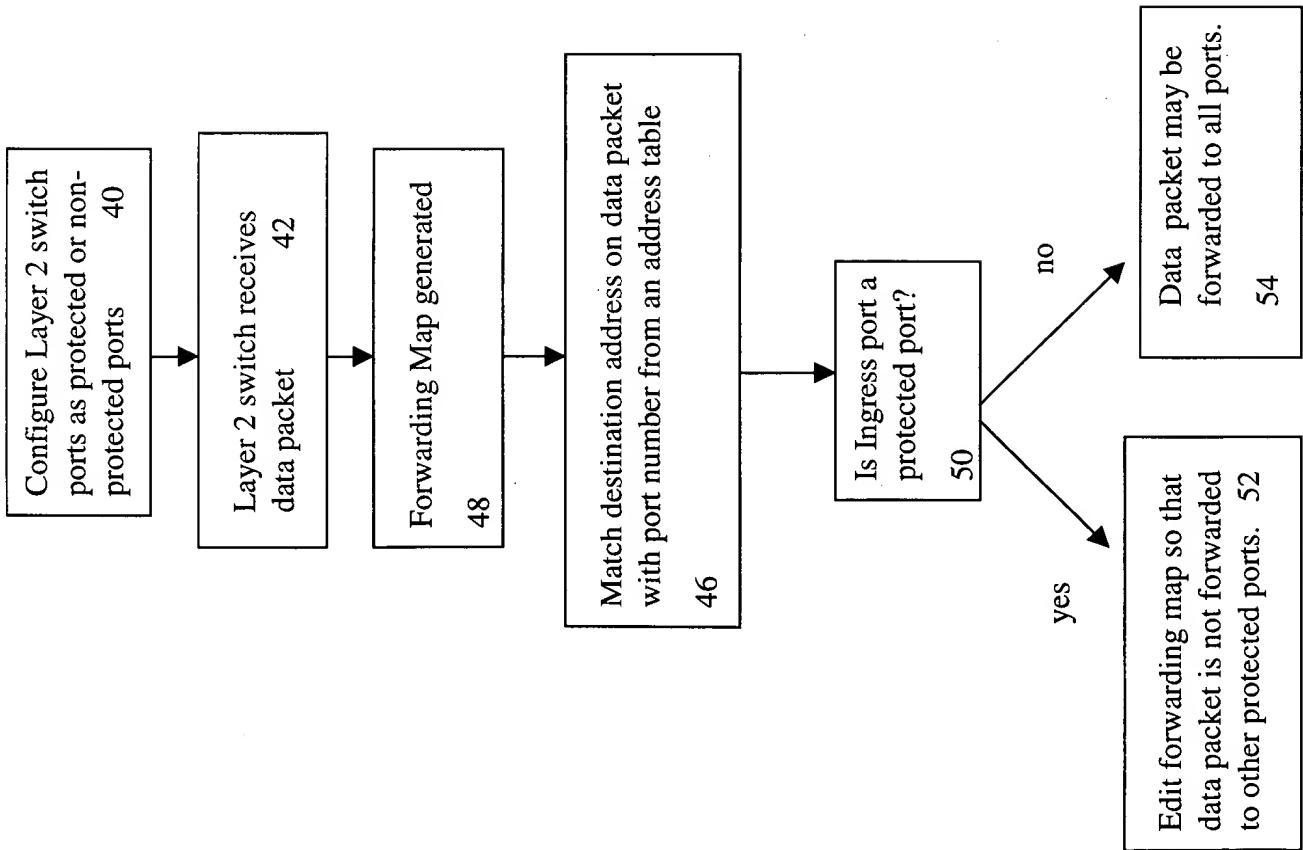 Configure Layer 2 switch
ports as protected or non-
protected ports 40
Layer 2 switch receives
data packet 42
Forwarding Map generated
48
Match destination address on data packet
with port number from an address table
46
Is Ingress port a
protected port?
50
yes
no
Edit forwarding map so that
data packet is not forwarded
to other protected ports. 52
Data packet may be
forwarded to all ports.
54